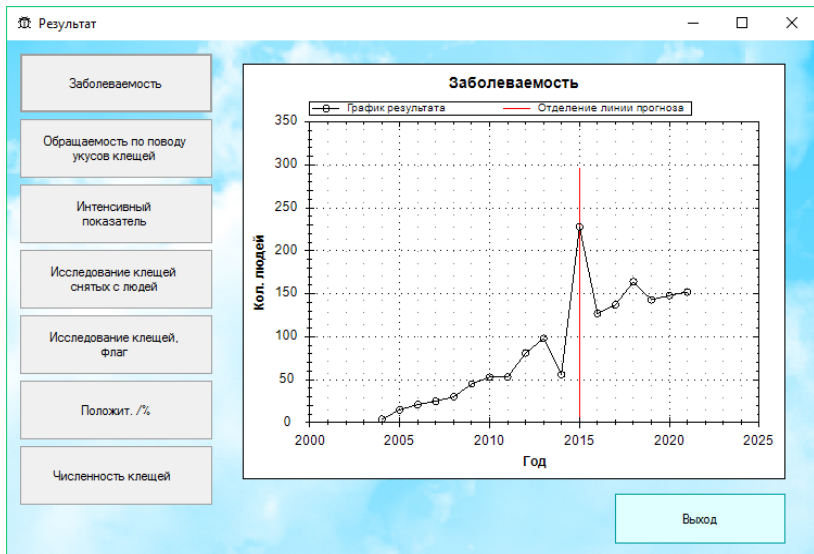 Результат
Заболеваемость
Обращаемость по поводу
укусов клещей
Интенсивный
показатель
Исследование клещей
снятых с людей
Исследование клещей,
флаг
Положит. /%
Численность клещей
Заболеваемость
График результата
Отделение линии прогноза
350
300
250
200
150
100
50
0
Кол. людей
2000 2005 2010 2015 2020 2025
Год
Выход